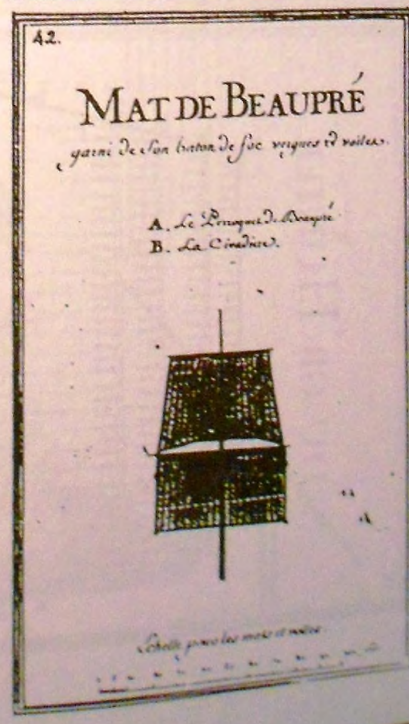 42.
MAT DE BEAUPRÉ
garni de son baton de foc vergues et voiles.
A. Le Perroquet de Beaupré
B. La Civadiere.
Echelle pour les mats et voiles.